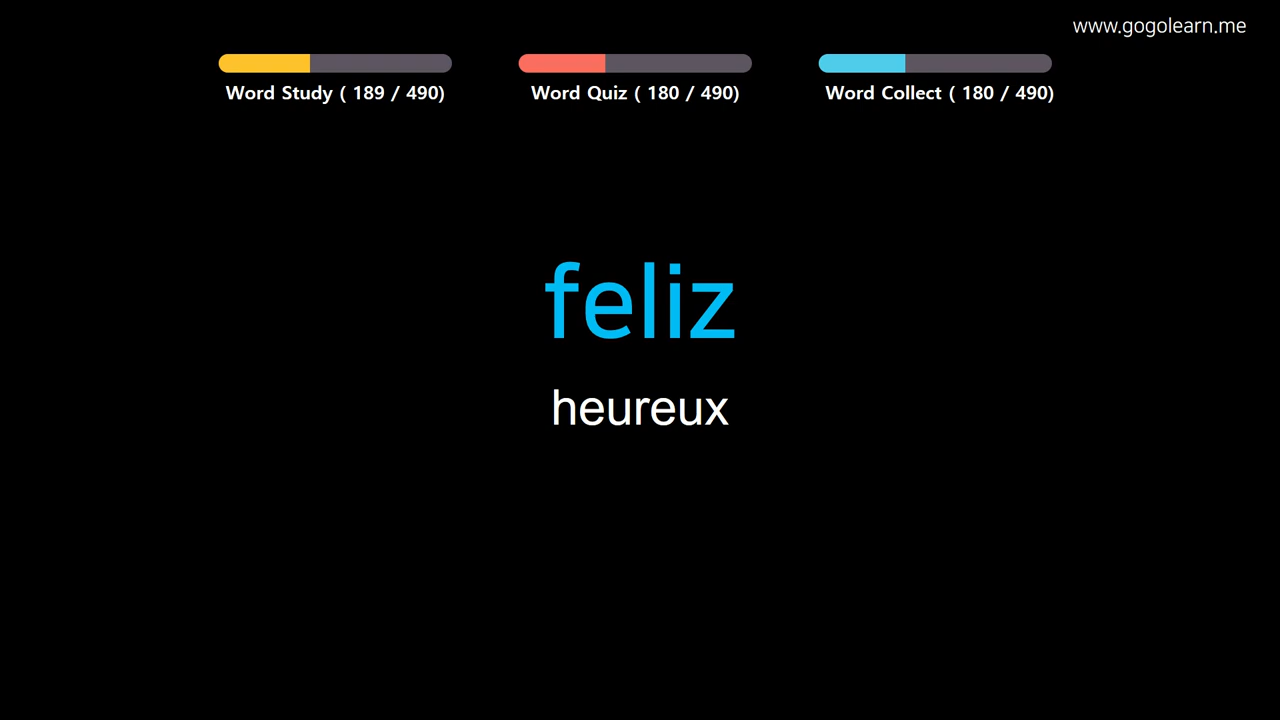 www.gogolearn.me
Word Study ( 189 / 490)
Word Quiz ( 180 / 490)
Word Collect ( 180 / 490)
feliz
heureux